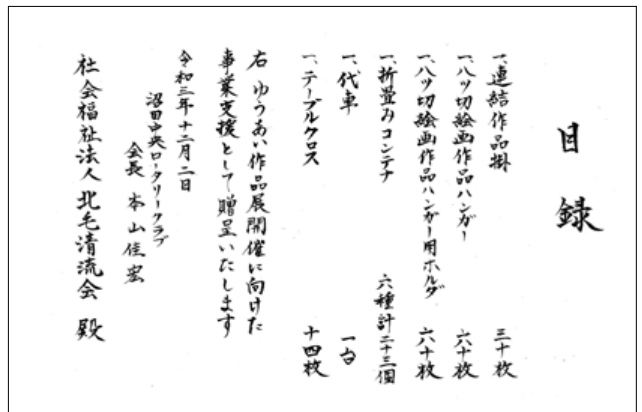 目録
一、連結作品掛 三十枚
一、八ツ切絵画作品ハンガー 六十枚
一、八ツ切絵画作品ハンガー用ホルダ 六十枚
一、折畳みコンテナ 六種計二十三個
一、代車 一台
一、テーブルクロス 十四枚
右 ゆうあい作品展開催に向けた
事業支援として贈呈いたします
令和三年十二月二日
沼田中央ロータリークラブ
会長 本山佳宏
社会福祉法人 北毛清流会 殿